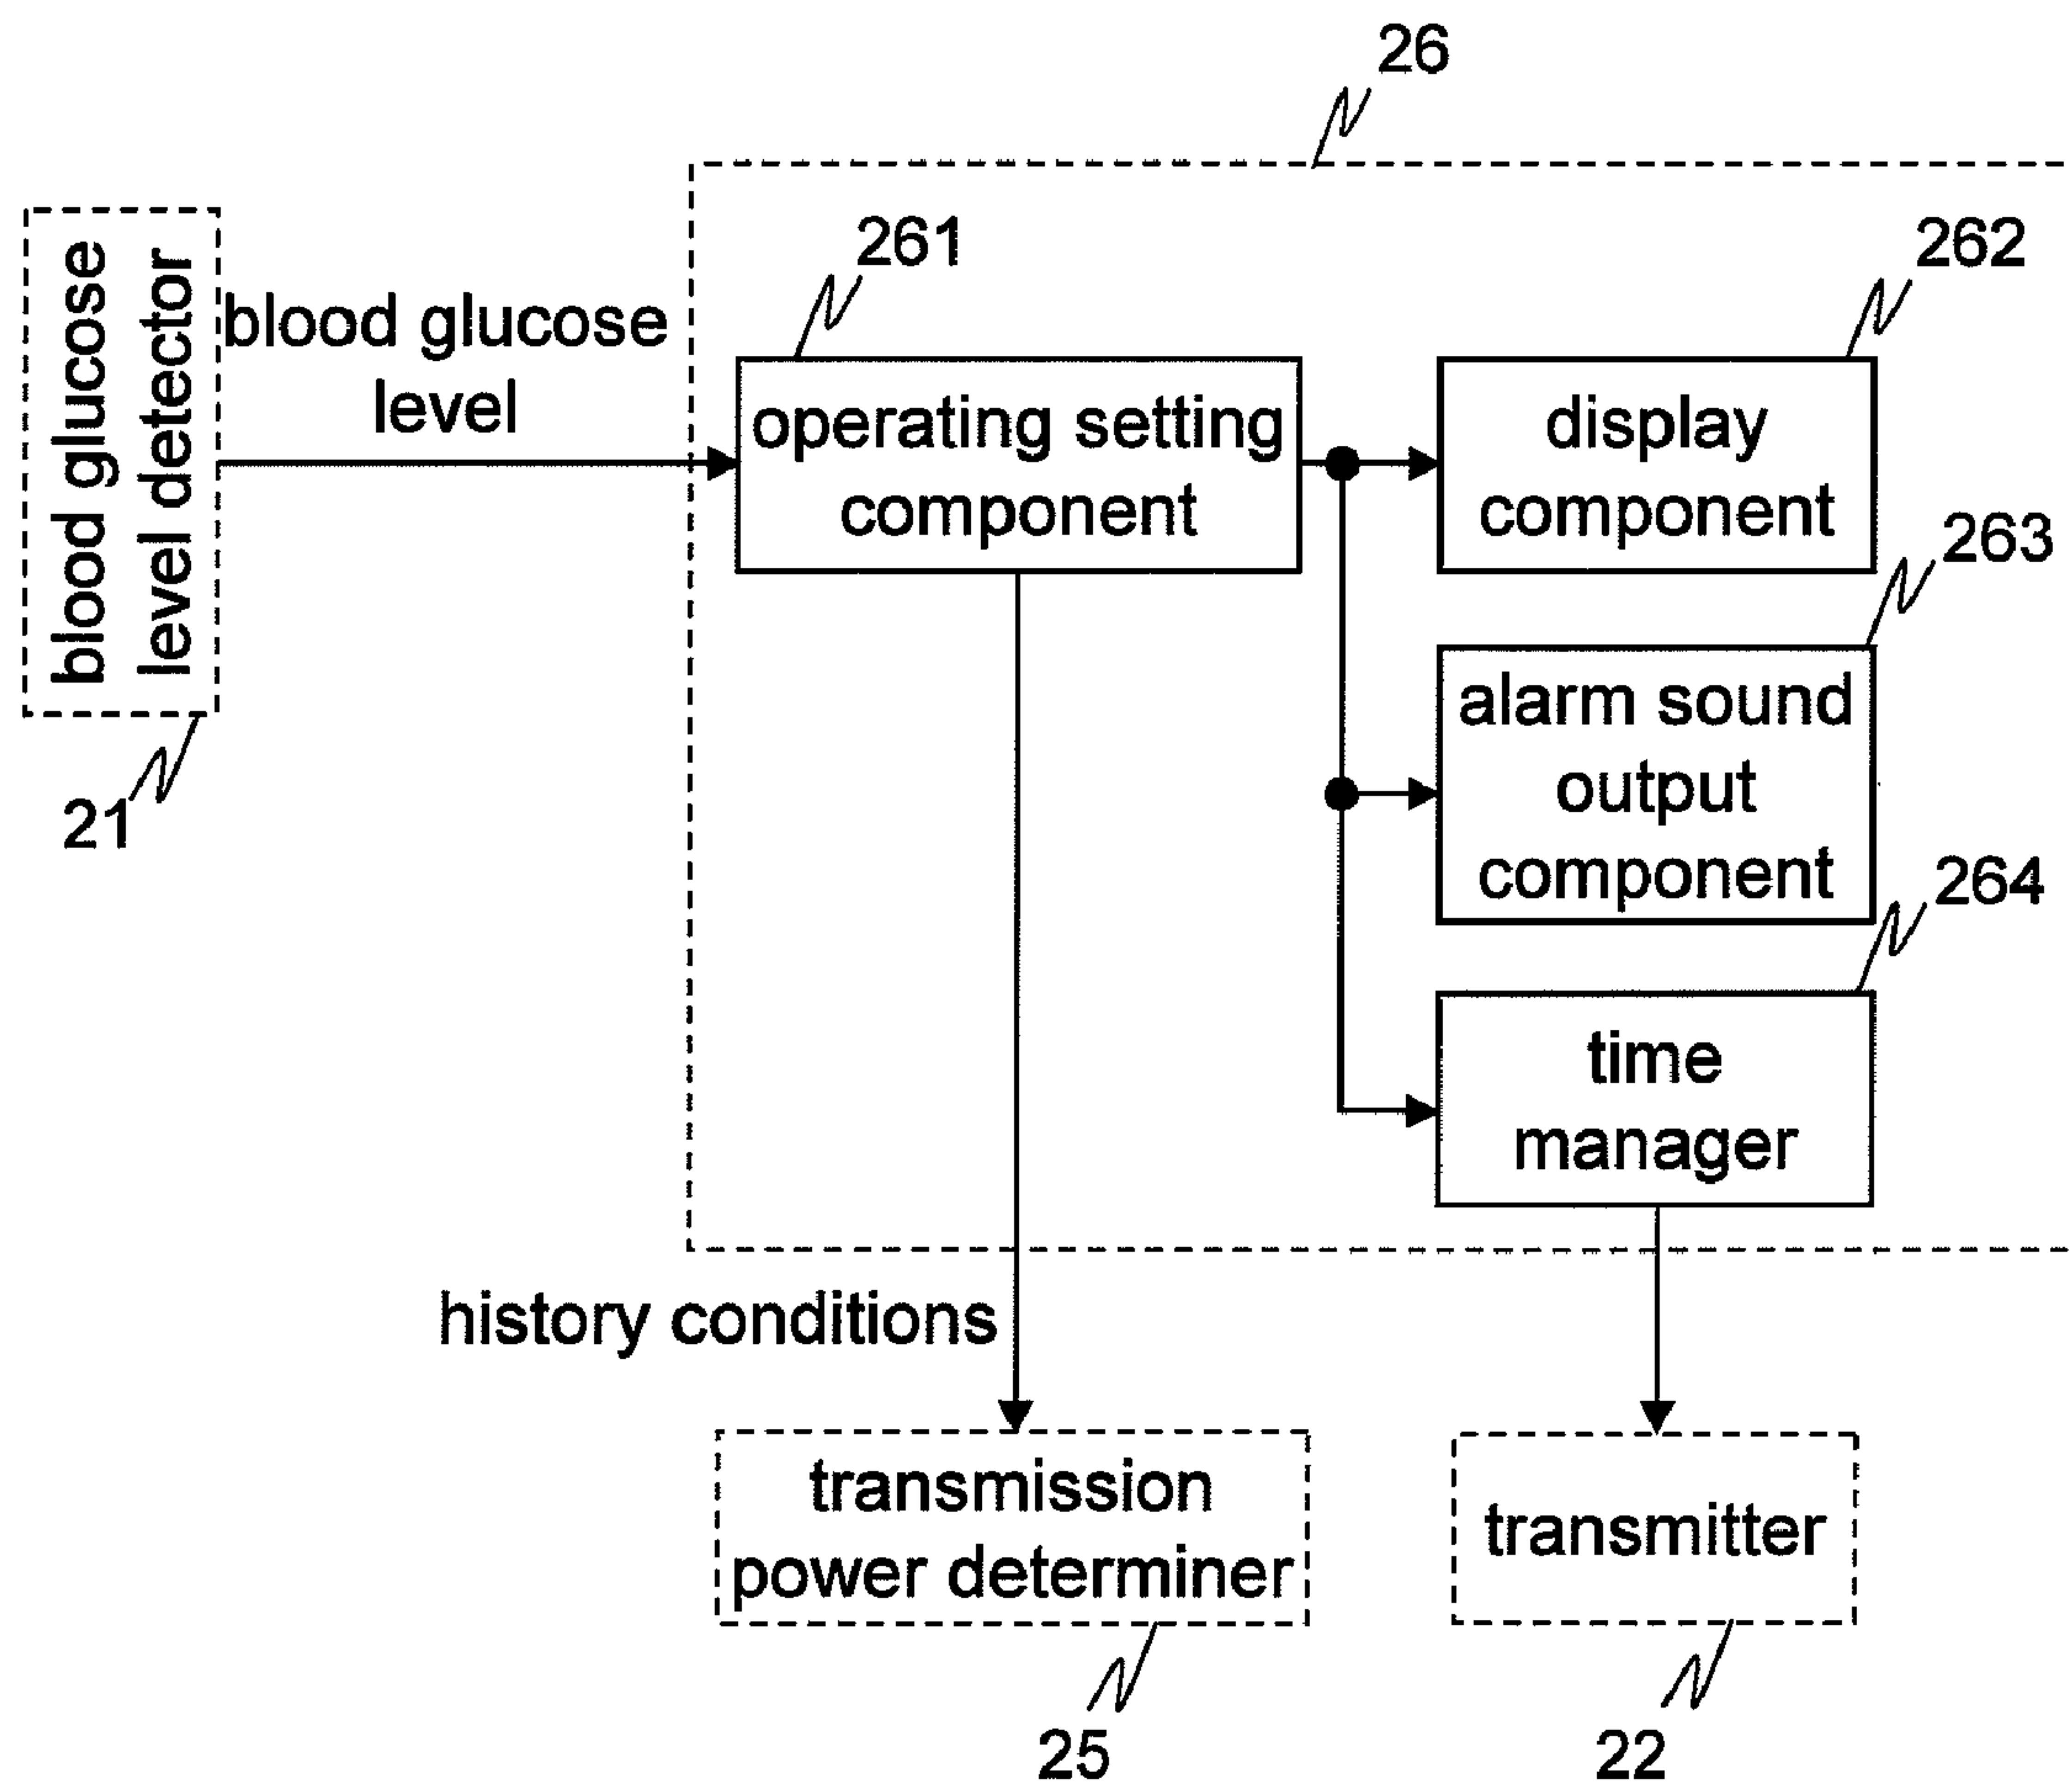 26
261
262
blood glucose
level detector
blood glucose
level
operating setting
component
display
component
263
21
alarm sound
output
component
264
time
manager
history conditions
transmission
power determiner
transmitter
25
22